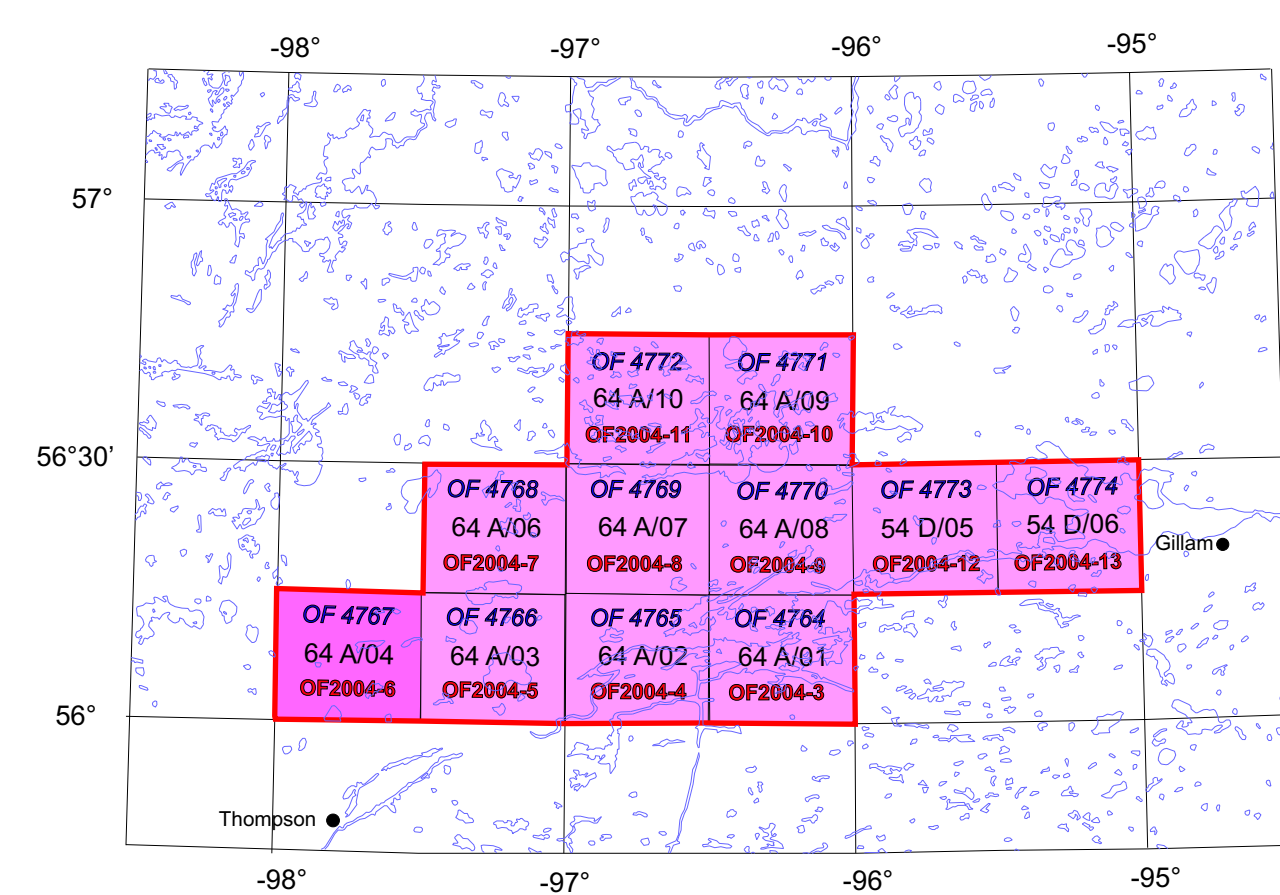 -98°
-97°
-96°
-95°
57°
OF 4772
64 A/10
OF2004-11
OF 4771
64 A/09
OF2004-10
56°30’
OF 4768
64 A/06
OF2004-7
OF 4769
64 A/07
OF2004-8
OF 4770
64 A/08
OF2004-9
OF 4773
54 D/05
OF2004-12
OF 4774
54 D/06
OF2004-13
Gillam
OF 4767
64 A/04
OF2004-6
OF 4766
64 A/03
OF2004-5
OF 4765
64 A/02
OF2004-4
OF 4764
64 A/01
OF2004-3
56°
Thompson
-98°
-97°
-96°
-95°